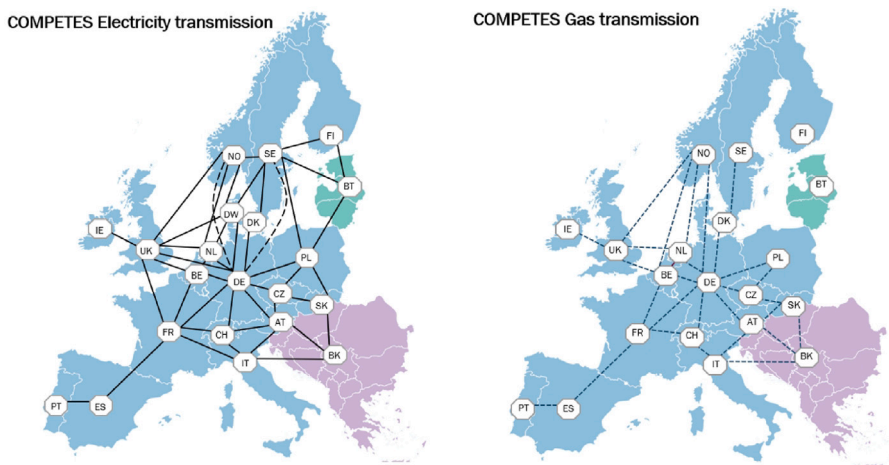 COMPETES Electricity transmission
COMPETES Gas transmission
FI
NO
SE
BT
DW
DK
IE
UK
NL
PL
BE
DE
CZ
SK
AT
FR
CH
BK
IT
PT
ES
FI
NO
SE
BT
DK
IE
UK
NL
PL
BE
DE
CZ
SK
AT
FR
CH
BK
IT
PT
ES